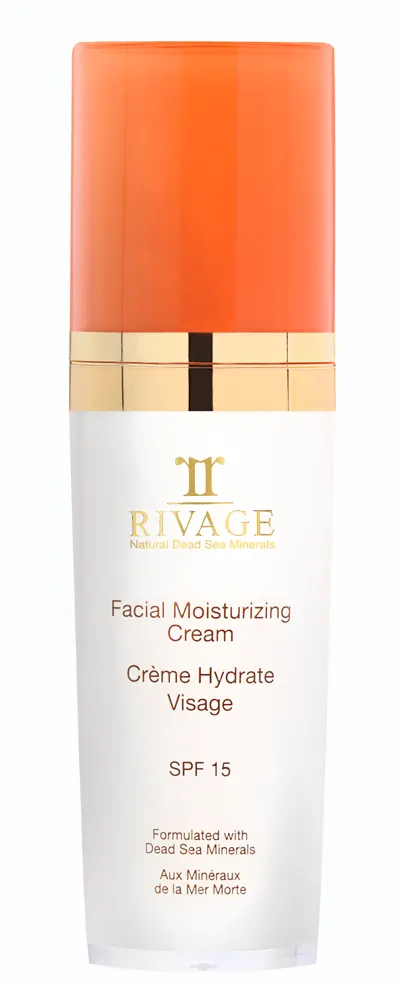 RIVAGE
Natural Dead Sea Minerals
Facial Moisturizing
Cream
Crème Hydrate
Visage
SPF 15
Formulated with
Dead Sea Minerals
Aux Minéraux
de la Mer Morte